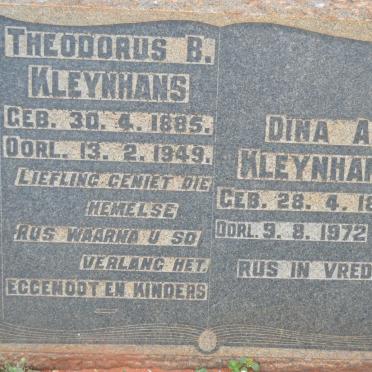 THEODORUS B.
KLEYNHANS
GEB. 30. 4. 1885.
OORL. 13. 2. 1949.
LIEFLING GENIET DIE
HEMELSE
RUS WAARNA U SO
VERLANG HET.
EGGENOOT EN KINDERS
DINA A
KLEYNHAN
GEB. 28. 4. 18
OORL. 9. 8. 1972
RUS IN VRED